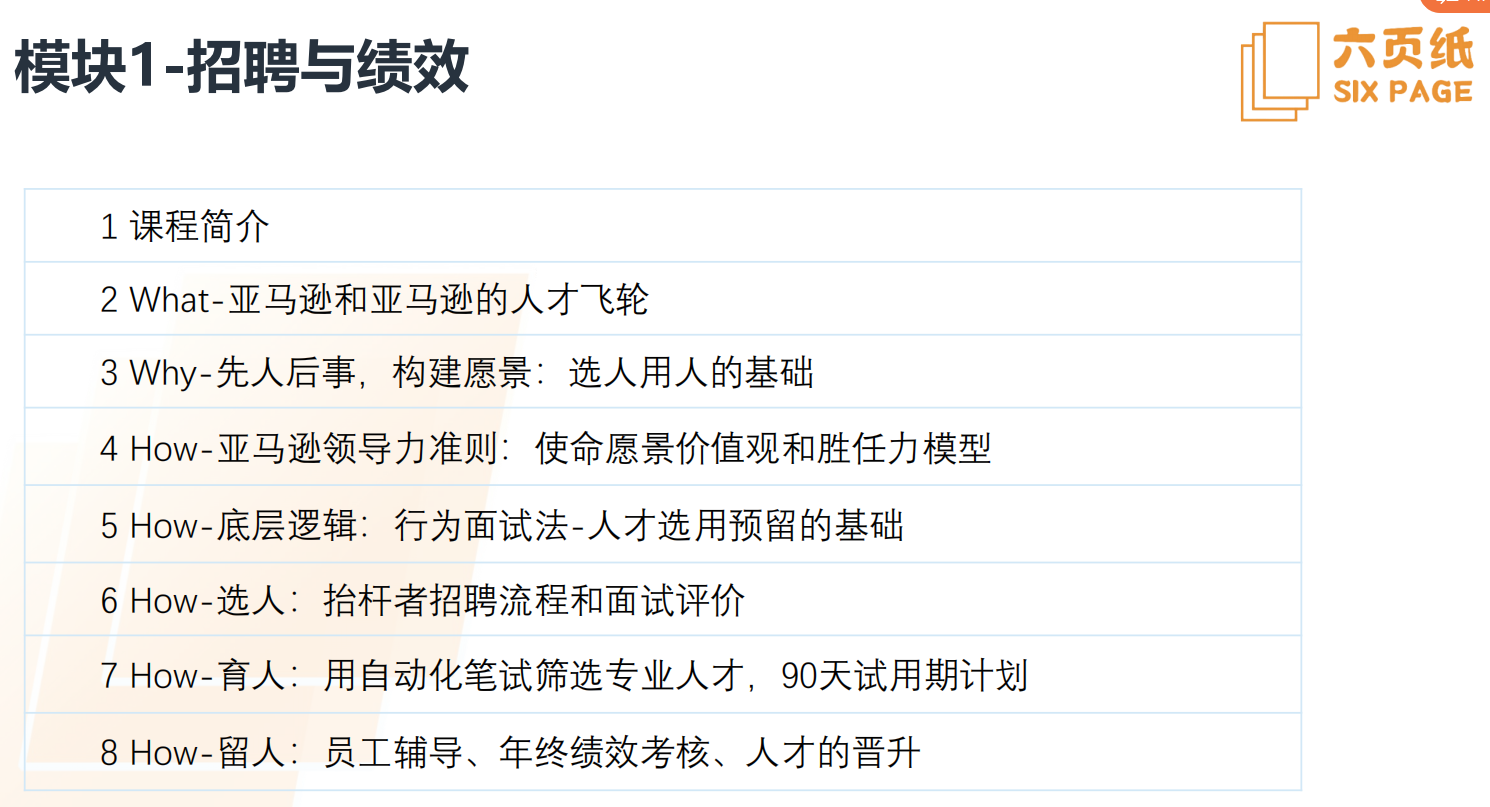 模块1-招聘与绩效
六页纸
SIX PAGE
1 课程简介
2 What-亚马逊和亚马逊的人才飞轮
3 Why-先人后事，构建愿景：选人用人的基础
4 How-亚马逊领导力准则：使命愿景价值观和胜任力模型
5 How-底层逻辑：行为面试法-人才选用预留的基础
6 How-选人：抬杆者招聘流程和面试评价
7 How-育人：用自动化笔试筛选专业人才，90天试用期计划
8 How-留人：员工辅导、年终绩效考核、人才的晋升